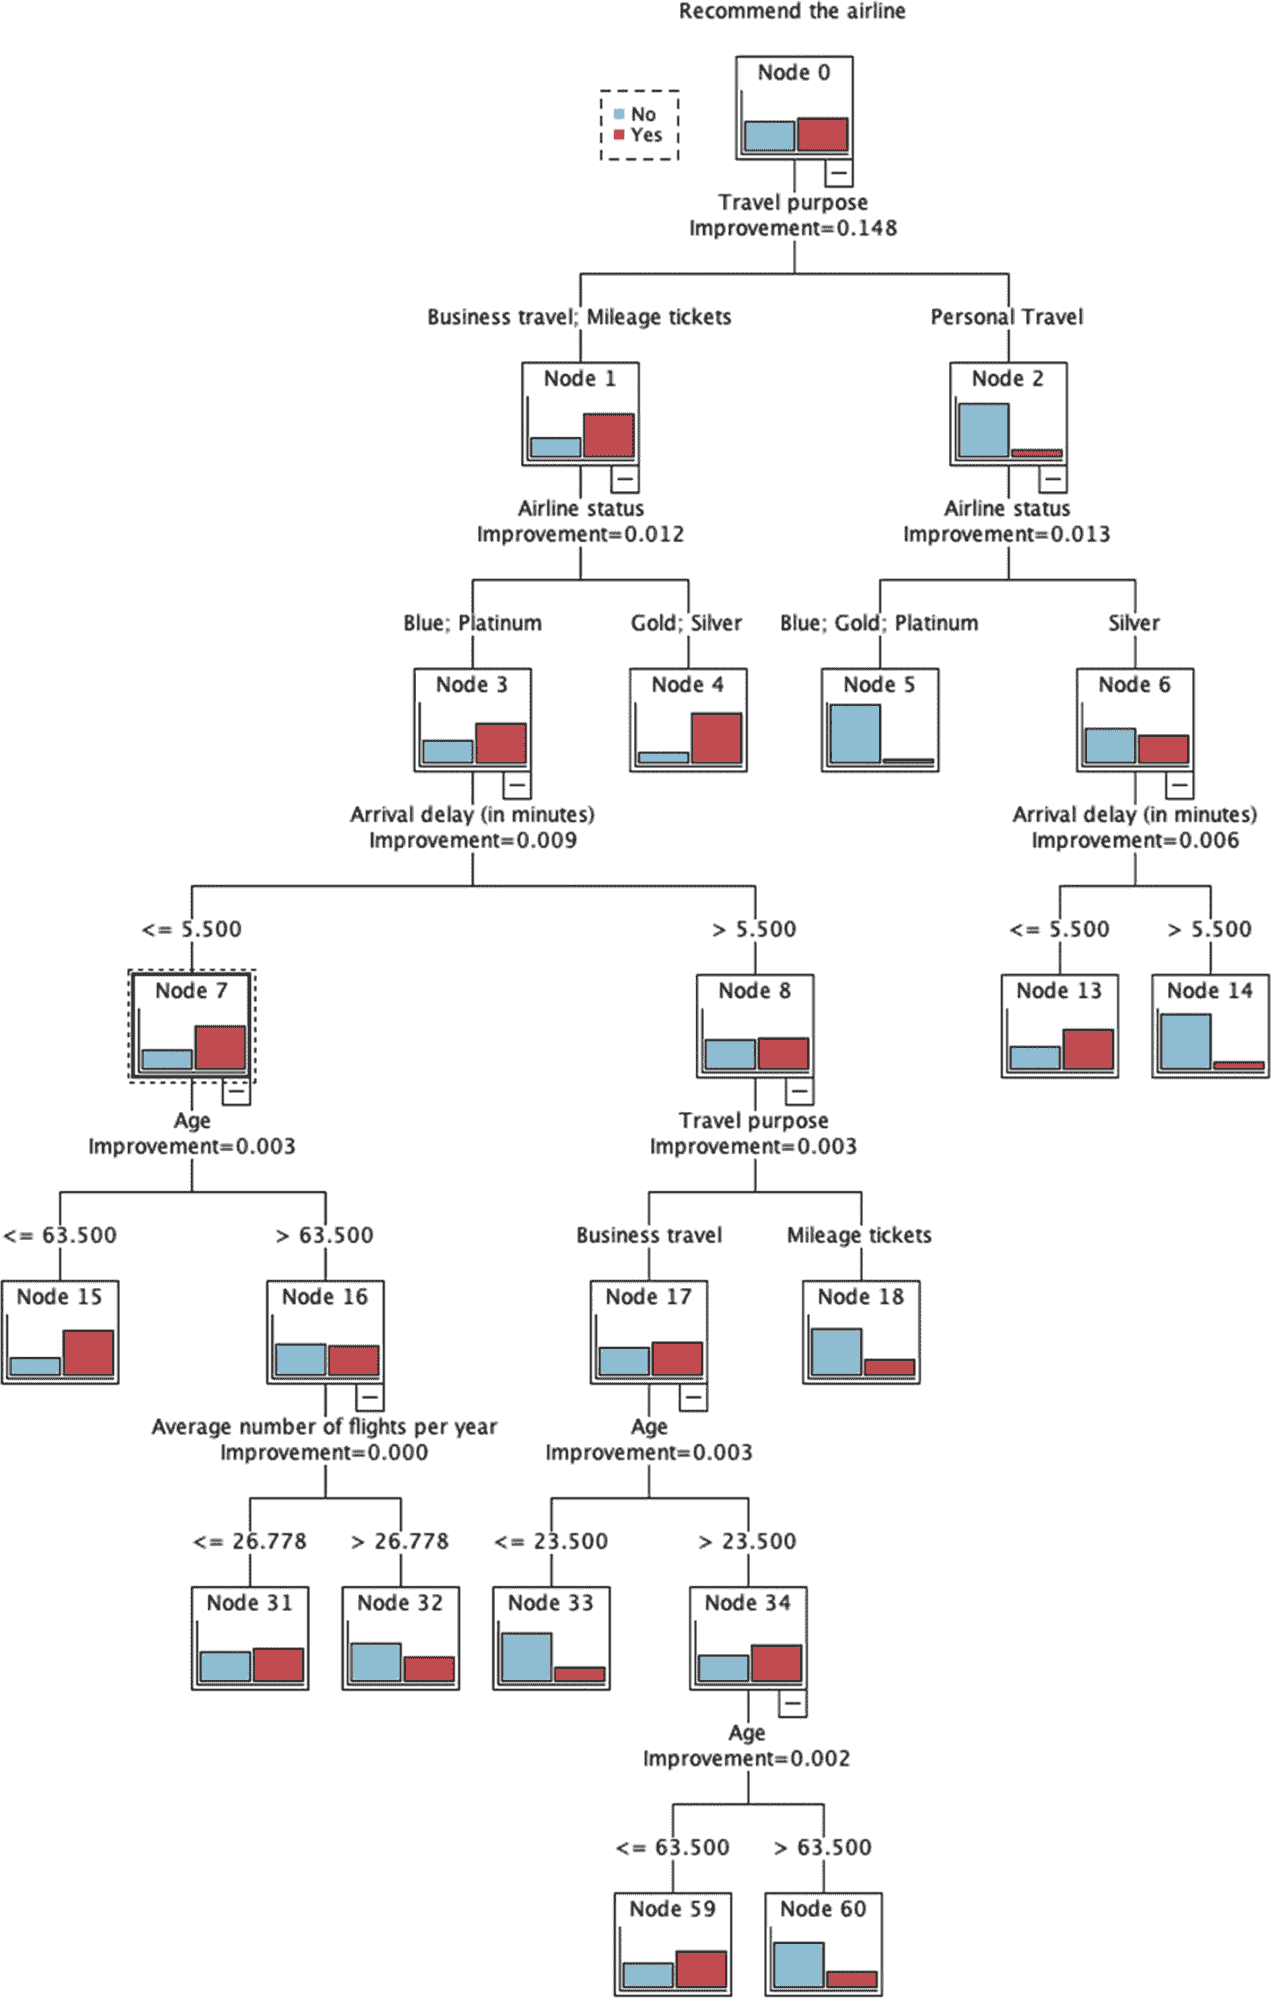 Recommend the airline
Node 0
No
Yes
Travel purpose
Improvement=0.148
Business travel; Mileage tickets
Personal Travel
Node 1
Node 2
Airline status
Improvement=0.012
Airline status
Improvement=0.013
Blue; Platinum
Gold; Silver
Blue; Gold; Platinum
Silver
Node 3
Node 4
Node 5
Node 6
Arrival delay (in minutes)
Improvement=0.009
Arrival delay (in minutes)
Improvement=0.006
<= 5.500
> 5.500
<= 5.500
> 5.500
Node 7
Node 8
Node 13
Node 14
Age
Improvement=0.003
Travel purpose
Improvement=0.003
<= 63.500
> 63.500
Business travel
Mileage tickets
Node 15
Node 16
Node 17
Node 18
Average number of flights per year
Improvement=0.000
Age
Improvement=0.003
<= 26.778
> 26.778
<= 23.500
> 23.500
Node 31
Node 32
Node 33
Node 34
Age
Improvement=0.002
<= 63.500
> 63.500
Node 59
Node 60